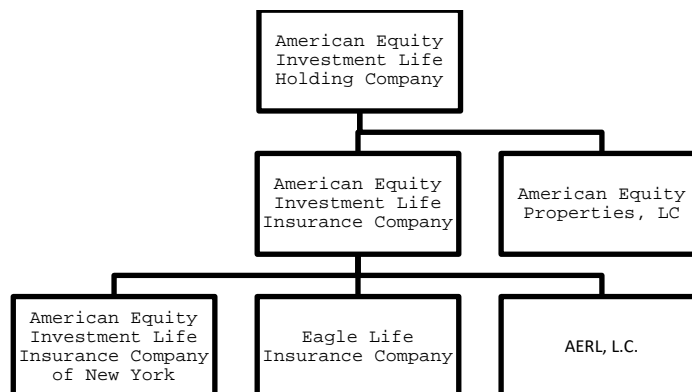 American Equity
Investment Life
Holding Company
American Equity
Investment Life
Insurance Company
American Equity
Properties, LC
American Equity
Investment Life
Insurance Company
of New York
Eagle Life
Insurance Company
AERL, L.C.